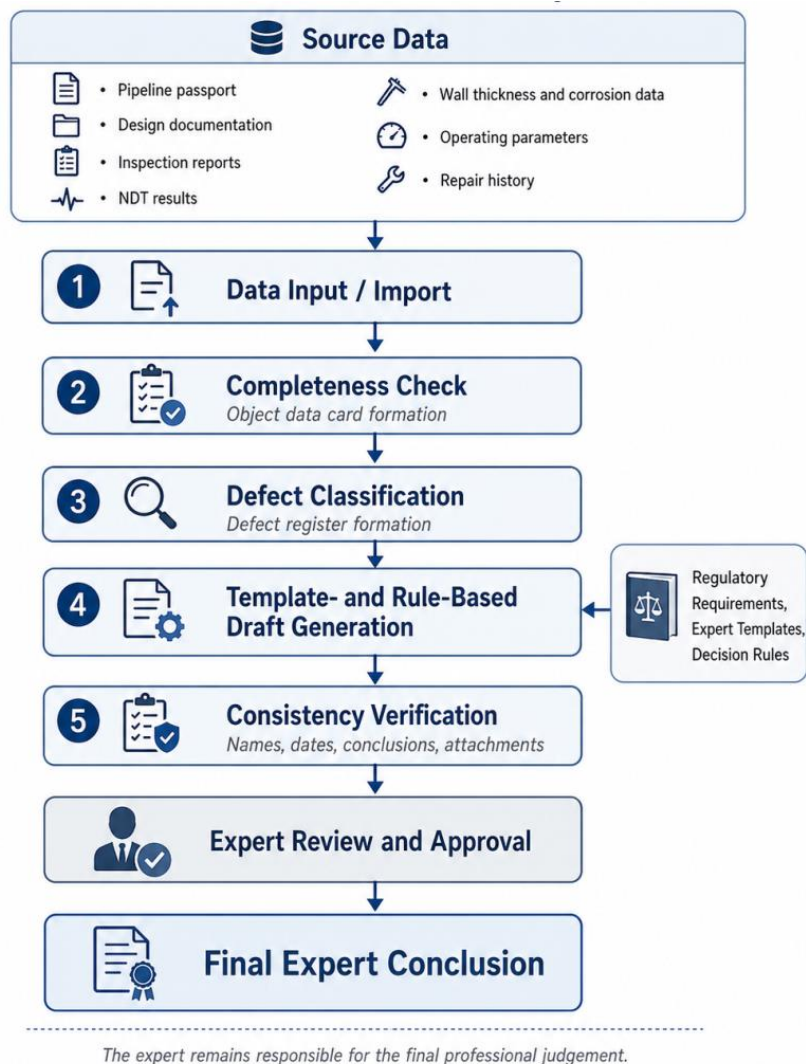 Source Data
• Pipeline passport
• Design documentation
• Inspection reports
• NDT results
• Wall thickness and corrosion data
• Operating parameters
• Repair history
1
Data Input / Import
2
Completeness Check
Object data card formation
3
Defect Classification
Defect register formation
4
Template- and Rule-Based
Draft Generation
Regulatory
Requirements,
Expert Templates,
Decision Rules
5
Consistency Verification
Names, dates, conclusions, attachments
Expert Review and Approval
Final Expert Conclusion
The expert remains responsible for the final professional judgement.